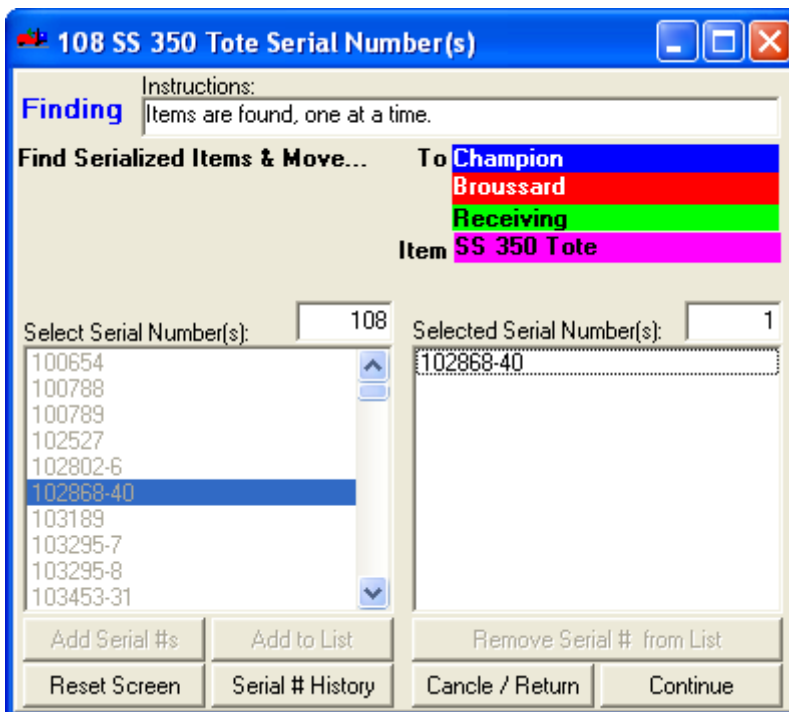 108 SS 350 Tote Serial Number(s)
Instructions:
Finding
Items are found, one at a time.
Find Serialized Items & Move... To Champion
Broussard
Receiving
Item SS 350 Tote
Select Serial Number(s): 108
100654
100788
100789
102527
102802-6
102868-40
103189
103295-7
103295-8
103453-31
Selected Serial Number(s): 1
102868-40
Add Serial #s
Add to List
Remove Serial # from List
Reset Screen
Serial # History
Cancle / Return
Continue